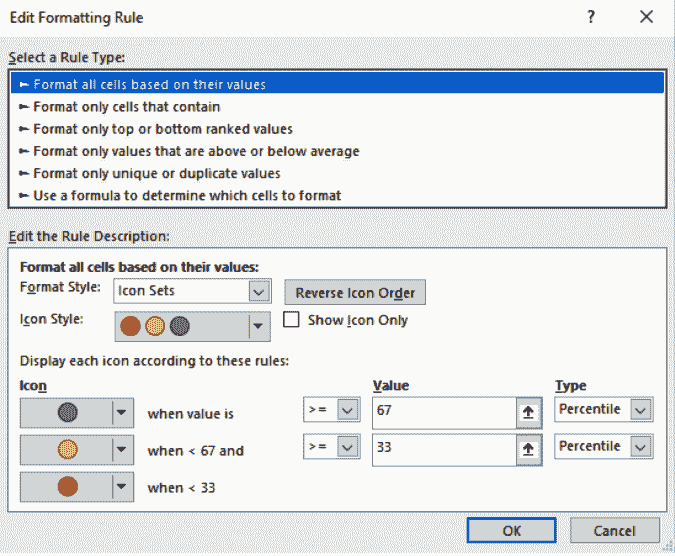 Edit Formatting Rule ?
Select a Rule Type:
► Format all cells based on their values
► Format only cells that contain
► Format only top or bottom ranked values
► Format only values that are above or below average
► Format only unique or duplicate values
► Use a formula to determine which cells to format
Edit the Rule Description:
Format all cells based on their values:
Format Style: Icon Sets Reverse Icon Order
Icon Style: Show Icon Only
Display each icon according to these rules:
Icon Value Type
when value is >= 67 Percentile
when < 67 and >= 33 Percentile
when < 33
OK Cancel